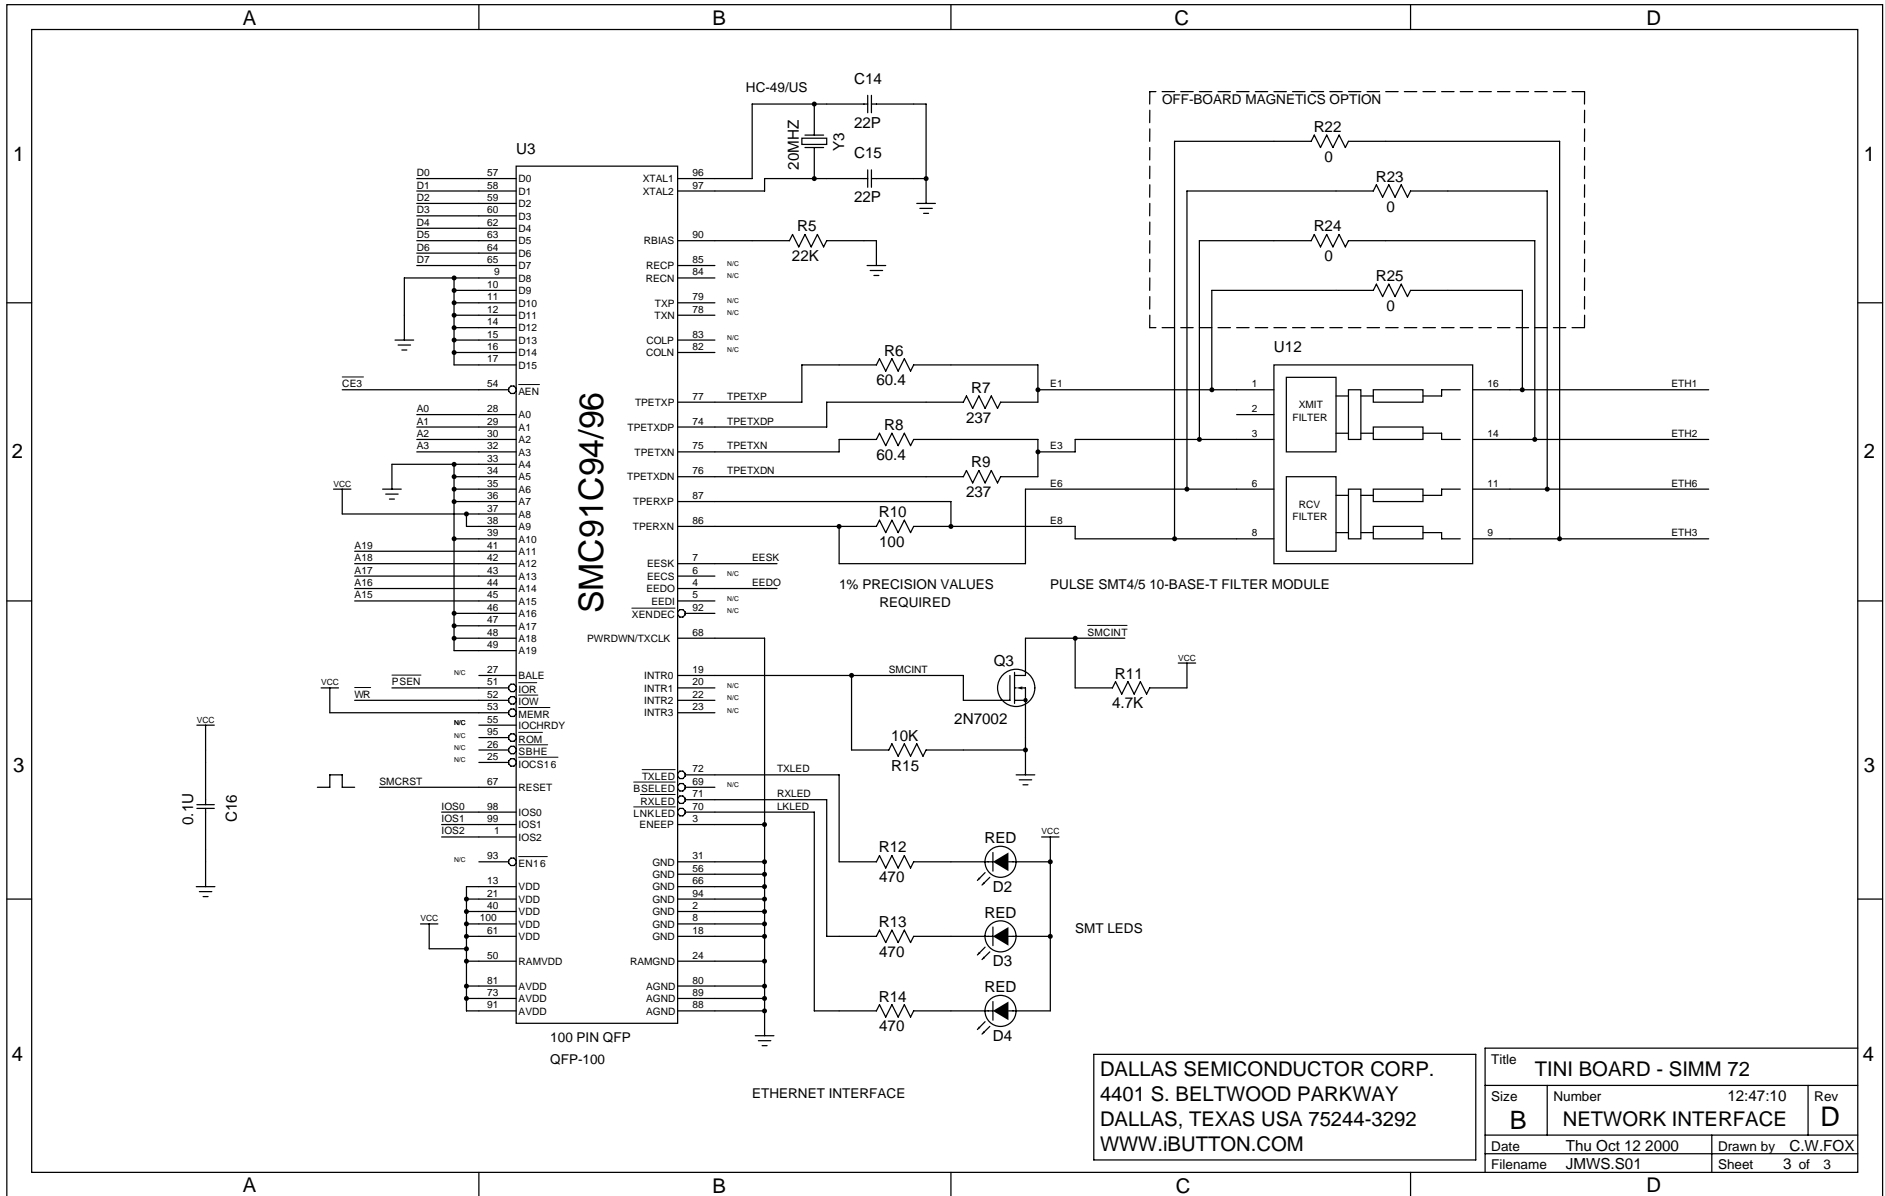 A B C D
1
2
3
4
HC-49/US
C14
22P
20MHZ
Y3
C15
22P
U3
SMC91C94/96
D0 57 D0
D1 58 D1
D2 59 D2
D3 60 D3
D4 62 D4
D5 63 D5
D6 64 D6
D7 65 D7
9 D8
10 D9
11 D10
12 D11
14 D12
15 D13
16 D14
17 D15
CE3 54 AEN
A0 28 A0
A1 29 A1
A2 30 A2
A3 32 A3
33 A4
34 A5
35 A6
36 A7
VCC
37 A8
38 A9
39 A10
A19 41 A11
A18 42 A12
A17 43 A13
A16 44 A14
A15 45 A15
46 A16
47 A17
48 A18
49 A19
N/C 27 BALE
PSEN 51 IOR
VCC
WR 52 IOW
53 MEMR
N/C 55 IOCHRDY
N/C 95 ROM
N/C 26 SBHE
N/C 25 IOCS16
SMCRST 67 RESET
IOS0 98 IOS0
IOS1 99 IOS1
IOS2 1 IOS2
N/C 93 EN16
13 VDD
21 VDD
40 VDD
100 VDD
61 VDD
VCC
50 RAMVDD
81 AVDD
73 AVDD
91 AVDD
XTAL1 96
XTAL2 97
RBIAS 90
R5
22K
RECP 85 N/C
RECN 84 N/C
TXP 79 N/C
TXN 78 N/C
COLP 83 N/C
COLN 82 N/C
TPETXP 77 TPETXP
TPETXDP 74 TPETXDP
TPETXN 75 TPETXN
TPETXDN 76 TPETXDN
TPERXP 87
TPERXN 86
EESK 7 EESK
EECS 6 N/C
EEDO 4 EEDO
EEDI 5 N/C
XENDEC 92 N/C
PWRDWN/TXCLK 68
INTR0 19 SMCINT
INTR1 20 N/C
INTR2 22 N/C
INTR3 23 N/C
TXLED 72 TXLED
BSELED 69 N/C
RXLED 71 RXLED
LNKLED 70 LKLED
ENEEP 3
GND 31
GND 56
GND 66
GND 94
GND 2
GND 8
GND 18
RAMGND 24
AGND 80
AGND 89
AGND 88
100 PIN QFP
QFP-100
R6
60.4
R7
237
R8
60.4
R9
237
R10
100
E1
E3
E6
E8
1% PRECISION VALUES
REQUIRED
OFF-BOARD MAGNETICS OPTION
R22
0
R23
0
R24
0
R25
0
U12
1
2
3
6
8
XMIT
FILTER
RCV
FILTER
16 ETH1
14 ETH2
11 ETH6
9 ETH3
PULSE SMT4/5 10-BASE-T FILTER MODULE
SMCINT
Q3
2N7002
VCC
R11
4.7K
10K
R15
VCC
0.1U
C16
R12
470
RED
D2
VCC
R13
470
RED
D3
SMT LEDS
R14
470
RED
D4
ETHERNET INTERFACE
DALLAS SEMICONDUCTOR CORP.
4401 S. BELTWOOD PARKWAY
DALLAS, TEXAS USA 75244-3292
WWW.iBUTTON.COM
Title TINI BOARD - SIMM 72
Size Number 12:47:10 Rev
B NETWORK INTERFACE D
Date Thu Oct 12 2000 Drawn by C.W.FOX
Filename JMWS.S01 Sheet 3 of 3
1
2
3
4
A B C D